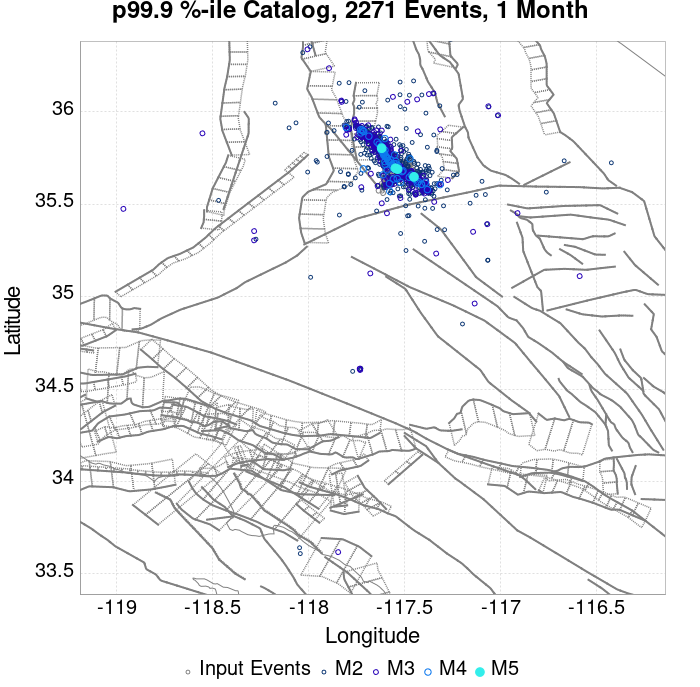 p99.9 %-ile Catalog, 2271 Events, 1 Month
36
35.5
35
34.5
34
33.5
Latitude
-119 -118.5 -118 -117.5 -117 -116.5
Longitude
Input Events M2 M3 M4 M5